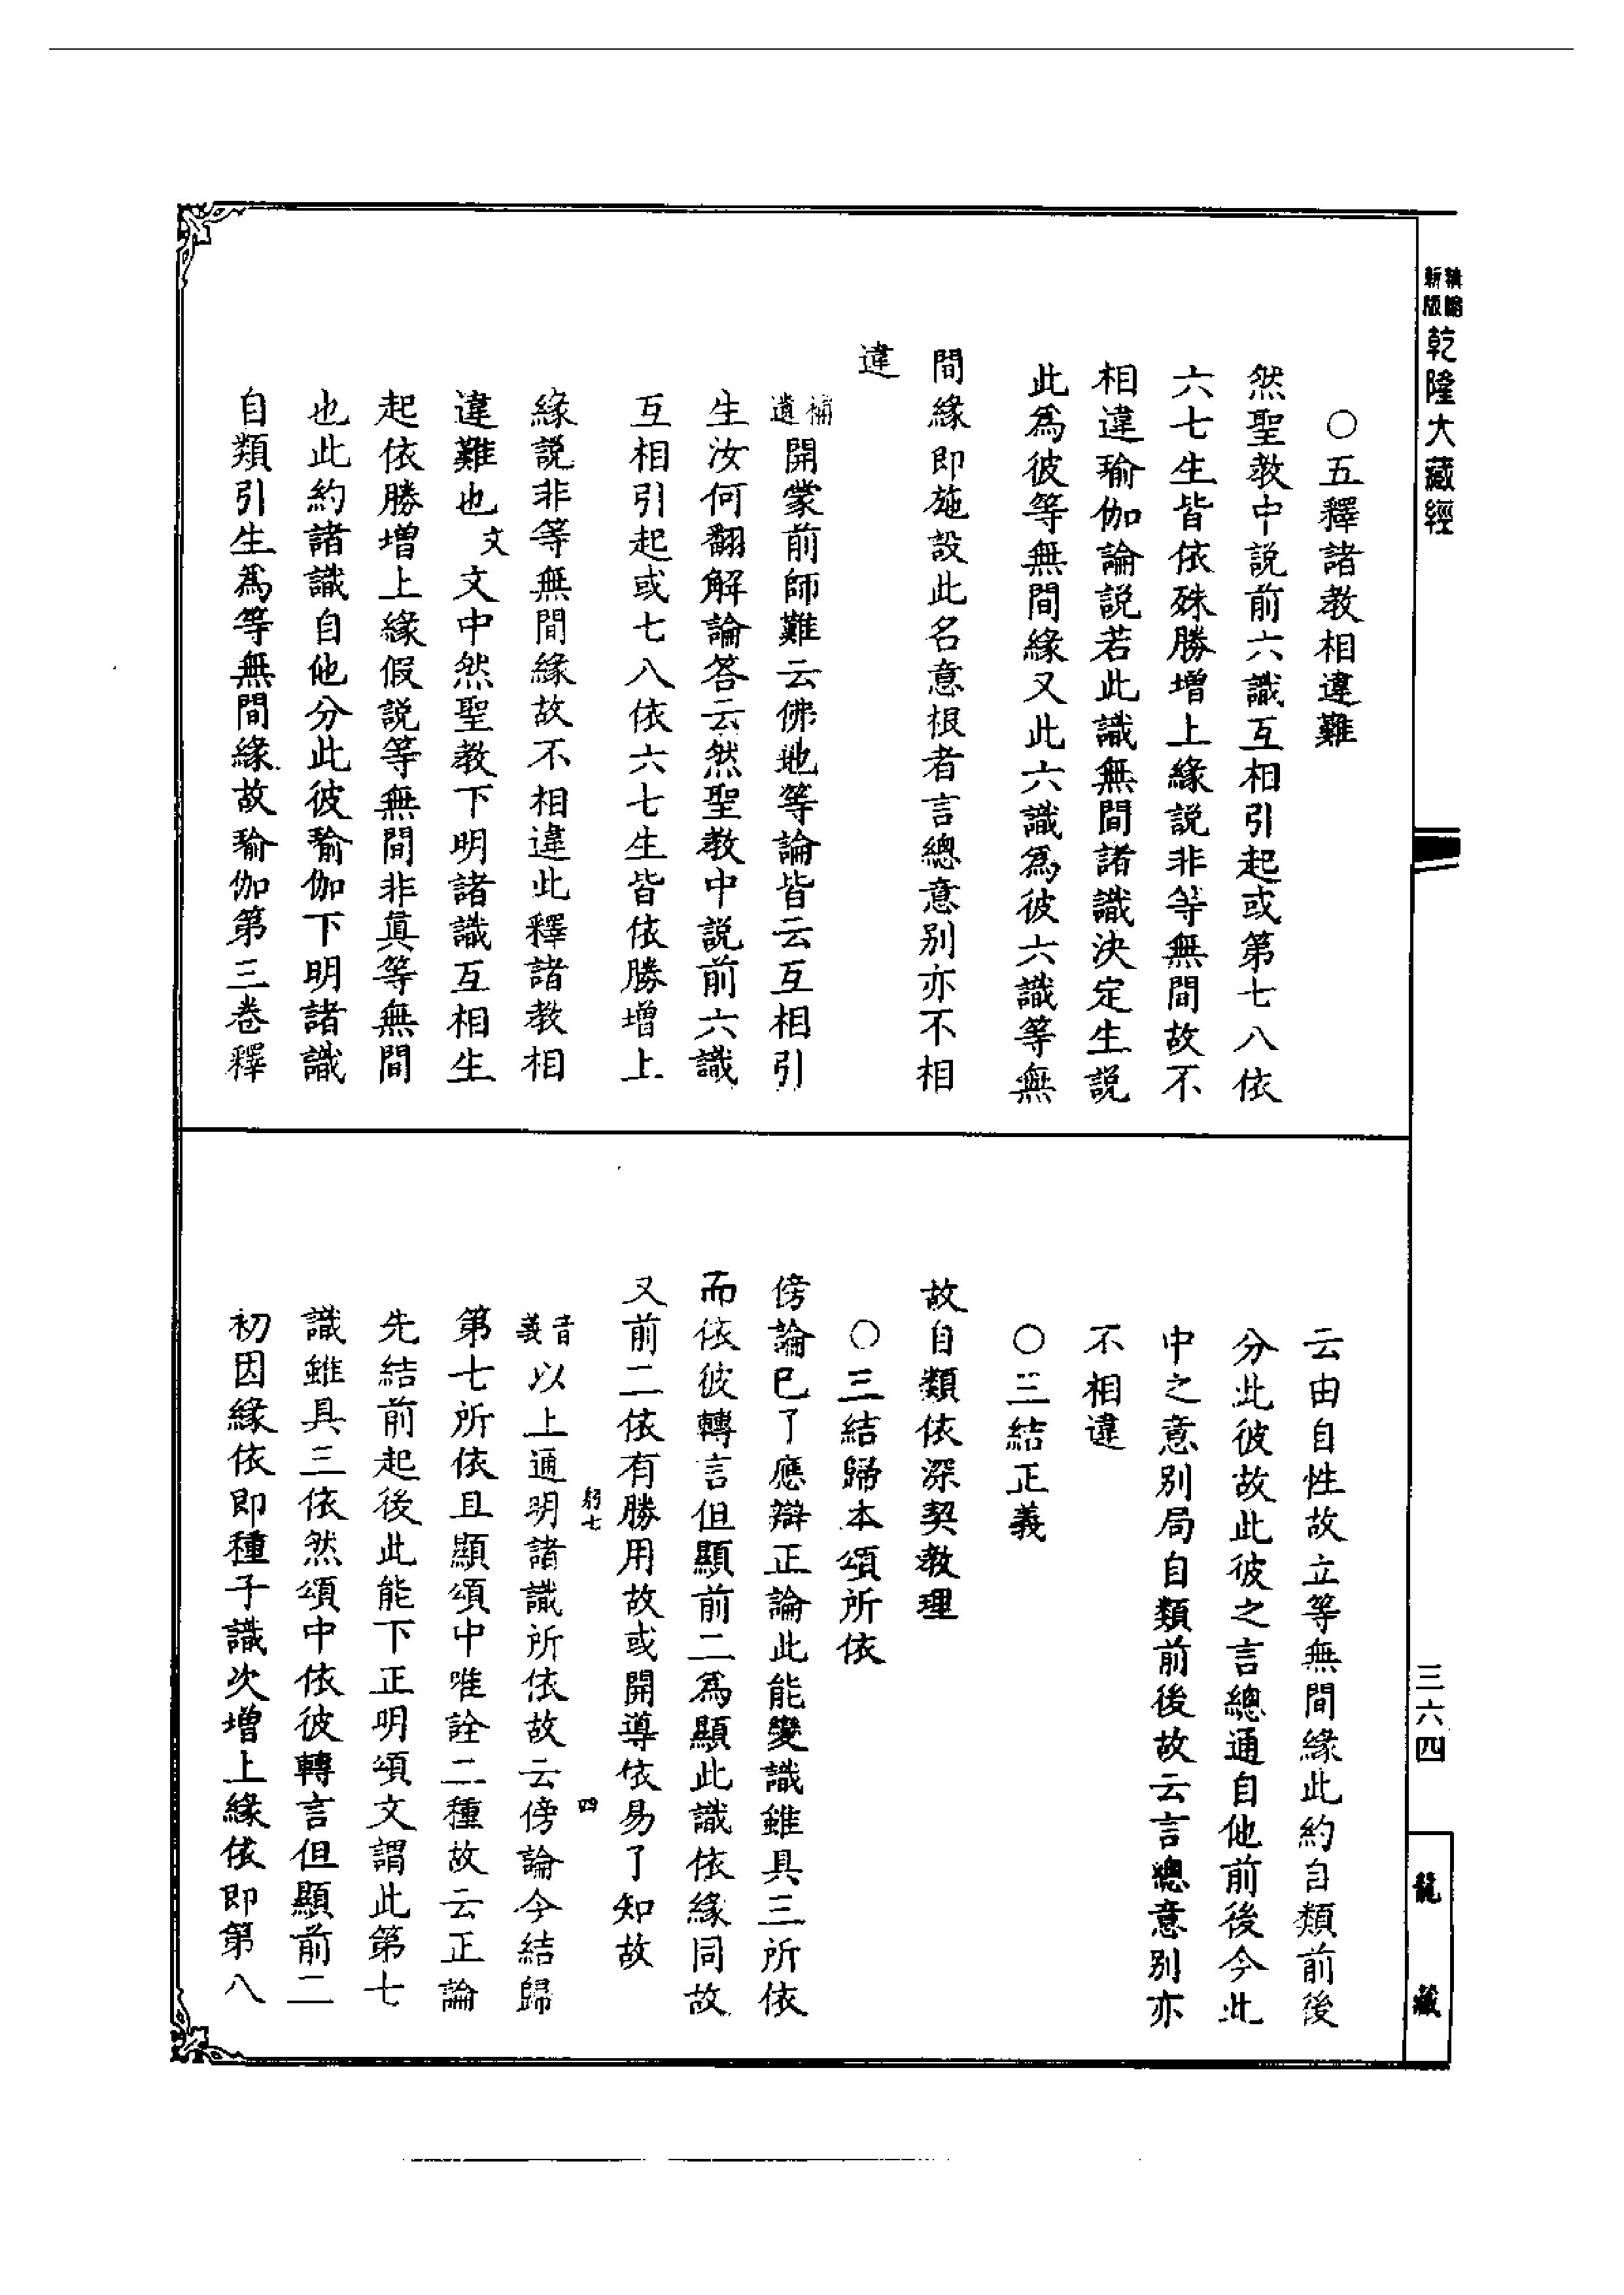 新版
精縮
乾隆大藏經
○五釋諸教相違難
然聖教中説前六識互相引起或第七八依
六七生皆依殊勝增上緣説非等無間故不
相違瑜伽論説若此識無間諸識決定生説
此爲彼等無間緣又此六識爲彼六識等無
間緣即施設此名意根者言總意別亦不相
違
補遺開蒙前師難云佛地等論皆云互相引
生汝何翻解論答云然聖教中説前六識
互相引起或七八依六七生皆依勝增上
緣説非等無間緣故不相違此釋諸教相
違難也文文中然聖教下明諸識互相生
起依勝增上緣假説等無間非眞等無間
也此約諸識自他分此彼瑜伽下明諸識
自類引生爲等無間緣故瑜伽第三卷釋
云由自性故立等無間緣此約自類前後
分此彼故此彼之言總通自他前後今此
中之意別局自類前後故云言總意別亦
不相違
○三結正義
故自類依深契教理
○三結歸本頌所依
傍論已了應辯正論此能變識雖具三所依
而依彼轉言但顯前二爲顯此識依緣同故
又前二依有勝用故或開導依易了知故
躬七
四
音義以上通明諸識所依故云傍論今結歸
第七所依且顯頌中唯詮二種故云正論
先結前起後此能下正明頌文謂此第七
識雖具三依然頌中依彼轉言但顯前二
初因緣依即種子識次增上緣依即第八
三六四
龍藏